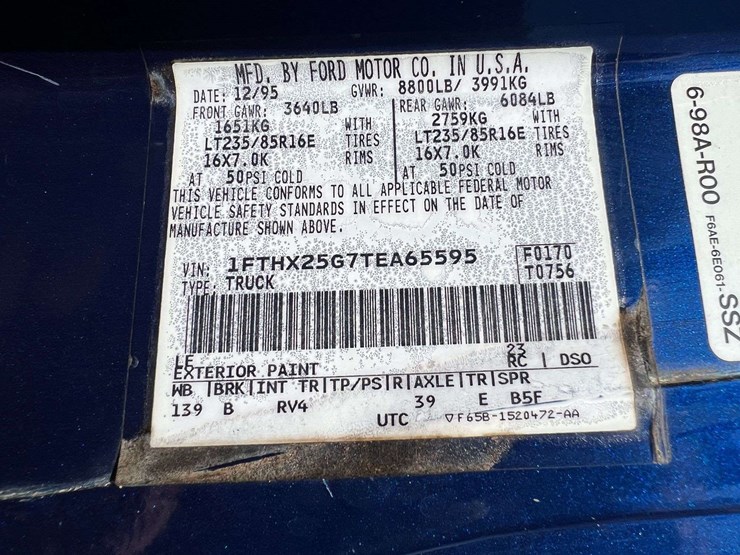 MFD. BY FORD MOTOR CO. IN U.S.A.
DATE: 12/95 GVWR: 8800LB/ 3991KG
FRONT GAWR: 3640LB REAR GAWR: 6084LB
1651KG WITH 2759KG WITH
LT235/85R16E TIRES LT235/85R16E TIRES
16X7.0K RIMS 16X7.0K RIMS
AT 50PSI COLD AT 50PSI COLD
THIS VEHICLE CONFORMS TO ALL APPLICABLE FEDERAL MOTOR
VEHICLE SAFETY STANDARDS IN EFFECT ON THE DATE OF
MANUFACTURE SHOWN ABOVE.
VIN: 1FTHX25G7TEA65595 F0170
TYPE: TRUCK T0756
LE 23
EXTERIOR PAINT RC DSO
WB BRK INT TR TP/PS R AXLE TR SPR
139 B RV4 39 E B5F
UTC F65B-1520472-AA
6-98A-R00 F6AE-6E061-SSZ